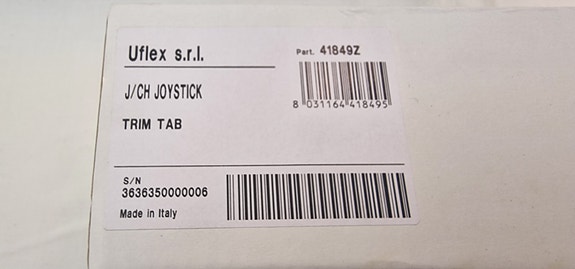 Uflex s.r.l.
Part. 41849Z
8 031164 418495
J/CH JOYSTICK
TRIM TAB
S/N
3636350000006
Made in Italy